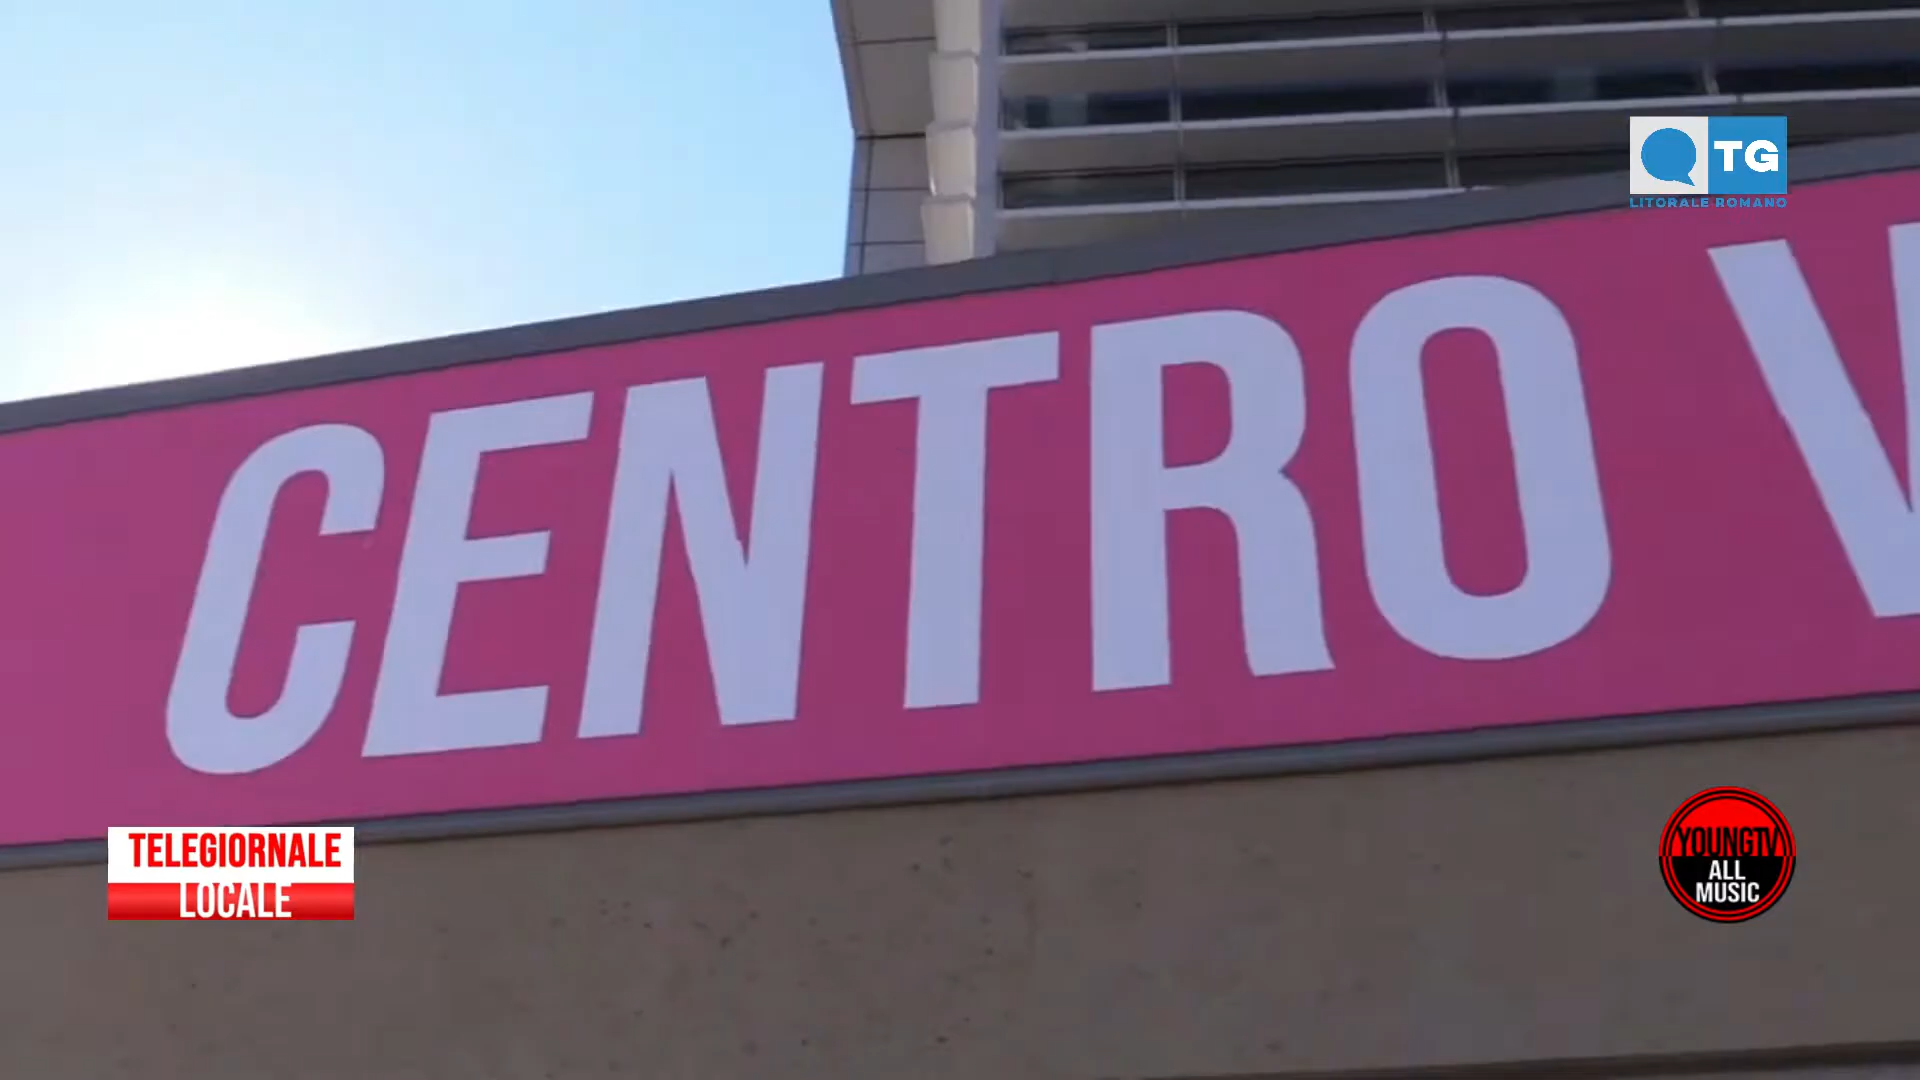 TG
LITORALE ROMANO
CENTRO V
TELEGIORNALE
LOCALE
YOUNGTV
ALL
MUSIC